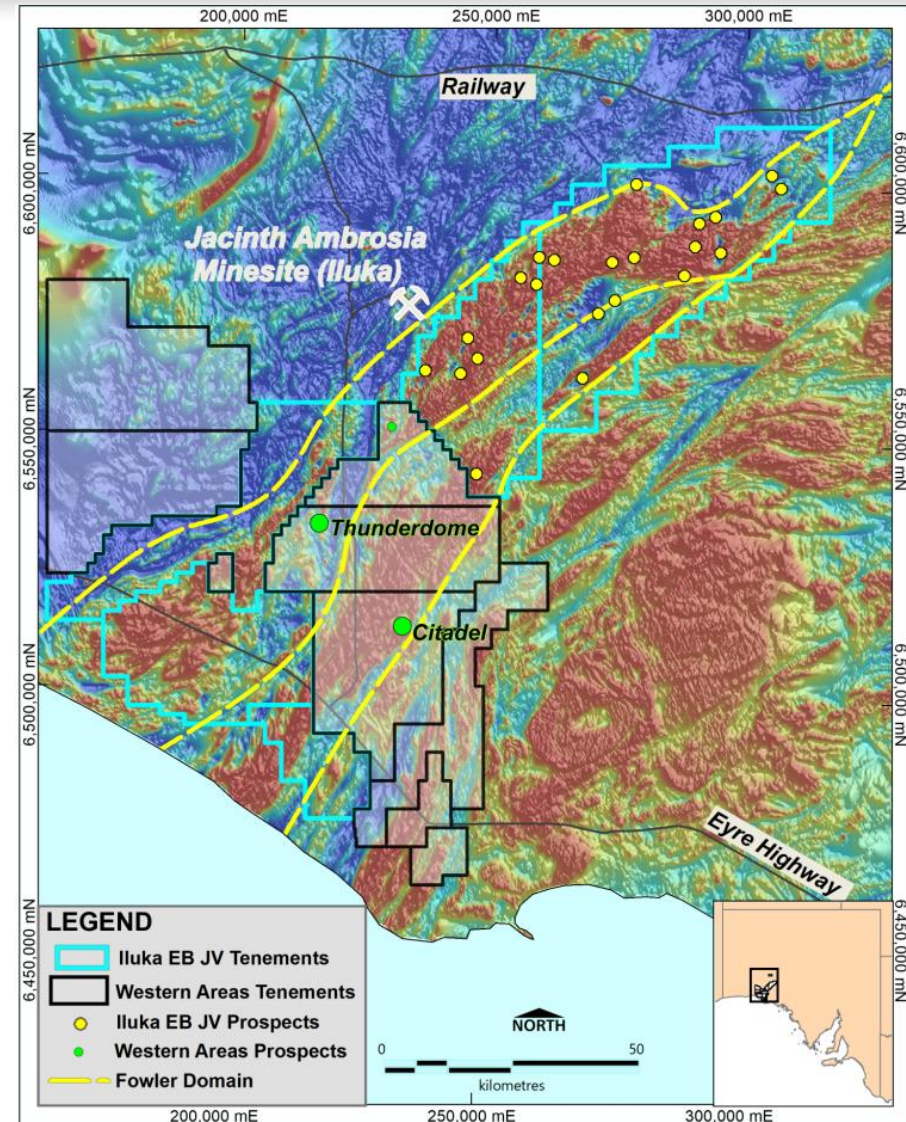 200,000 mE
250,000 mE
300,000 mE
Railway
6,600,000 mN
6,600,000 mN
Jacinth Ambrosia
Minesite (Iluka)
6,550,000 mN
6,550,000 mN
Thunderdome
Citadel
6,500,000 mN
6,500,000 mN
Eyre Highway
6,450,000 mN
6,450,000 mN
LEGEND
Iluka EB JV Tenements
Western Areas Tenements
Iluka EB JV Prospects
Western Areas Prospects
Fowler Domain
NORTH
0
50
kilometres
200,000 mE
250,000 mE
300,000 mE